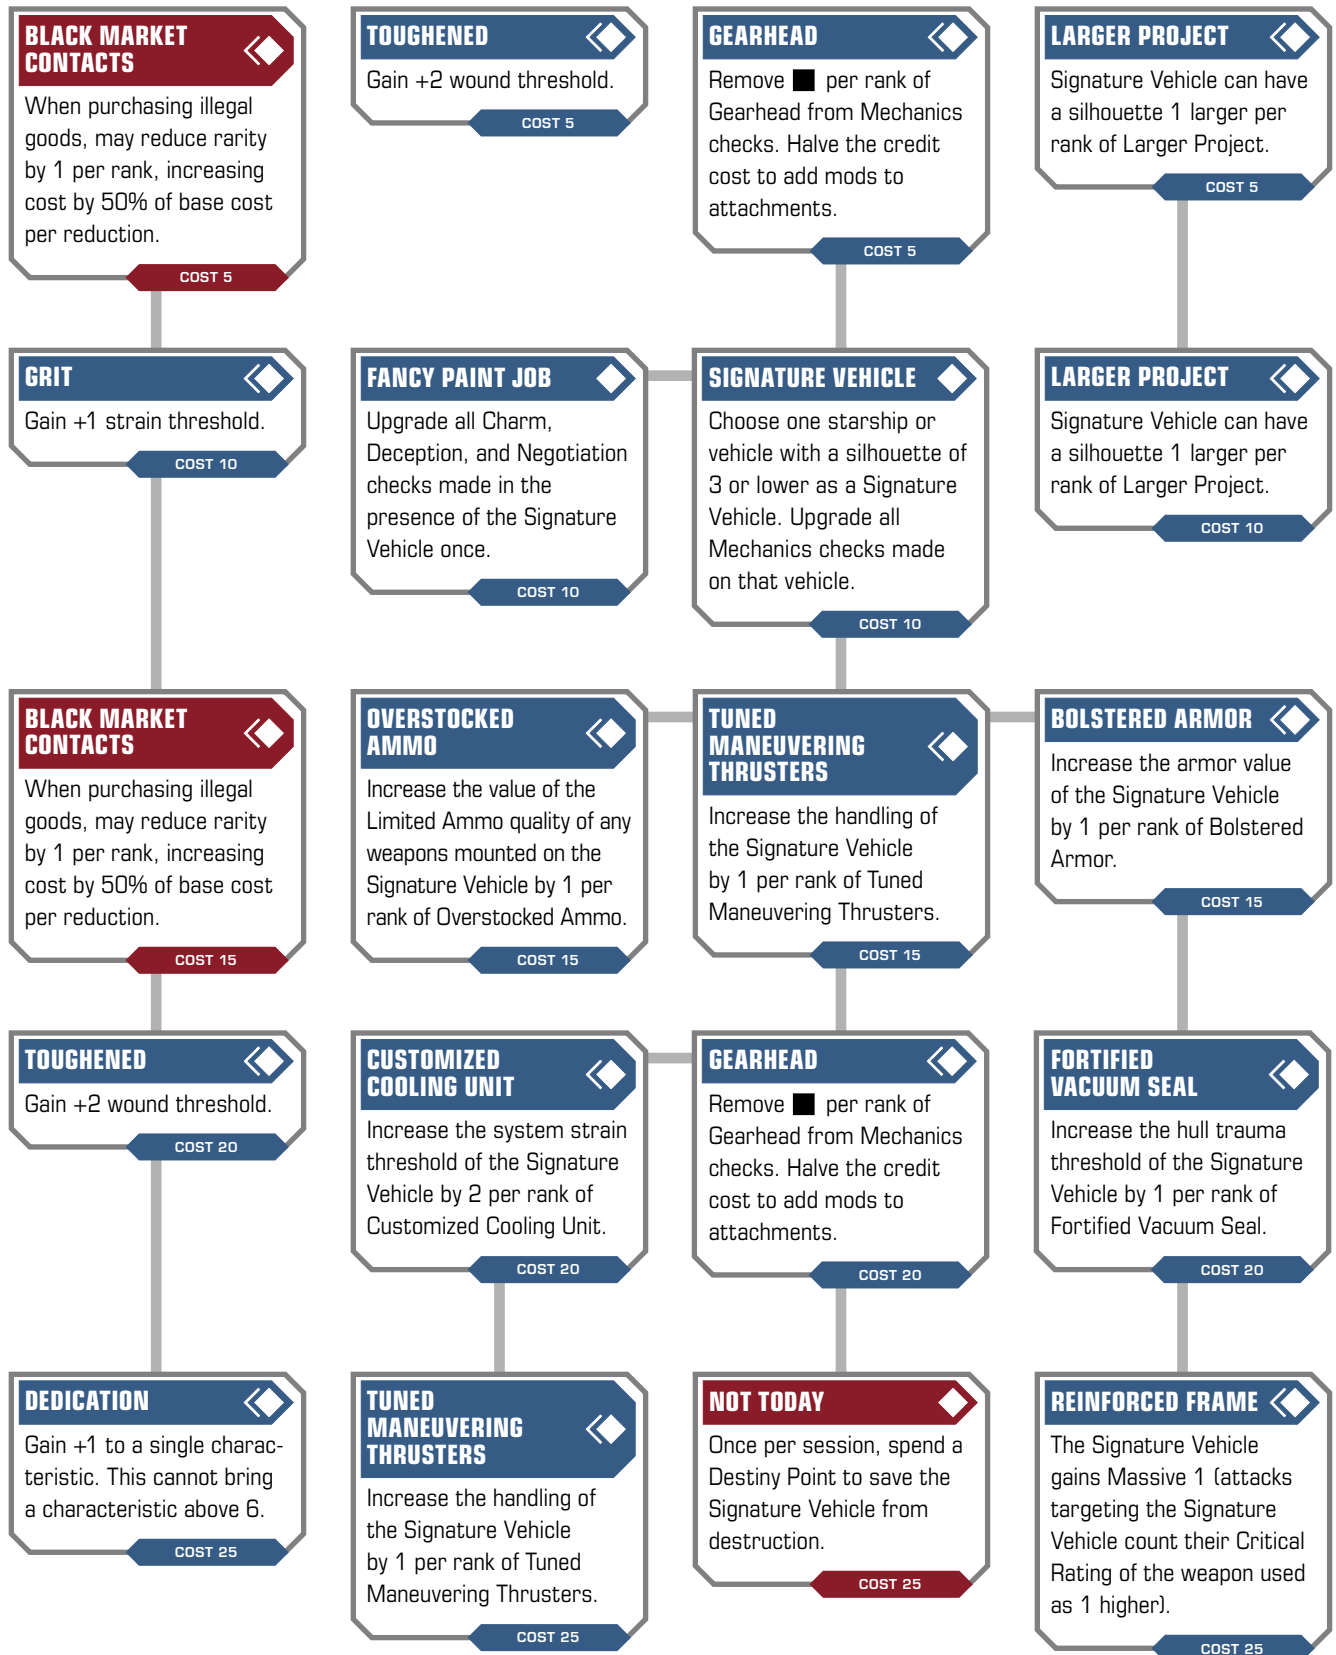 BLACK MARKET
CONTACTS
When purchasing illegal
goods, may reduce rarity
by 1 per rank, increasing
cost by 50% of base cost
per reduction.
COST 5
TOUGHENED
Gain +2 wound threshold.
COST 5
GEARHEAD
Remove ■ per rank of
Gearhead from Mechanics
checks. Halve the credit
cost to add mods to
attachments.
COST 5
LARGER PROJECT
Signature Vehicle can have
a silhouette 1 larger per
rank of Larger Project.
COST 5
GRIT
Gain +1 strain threshold.
COST 10
FANCY PAINT JOB
Upgrade all Charm,
Deception, and Negotiation
checks made in the
presence of the Signature
Vehicle once.
COST 10
SIGNATURE VEHICLE
Choose one starship or
vehicle with a silhouette of
3 or lower as a Signature
Vehicle. Upgrade all
Mechanics checks made
on that vehicle.
COST 10
LARGER PROJECT
Signature Vehicle can have
a silhouette 1 larger per
rank of Larger Project.
COST 10
BLACK MARKET
CONTACTS
When purchasing illegal
goods, may reduce rarity
by 1 per rank, increasing
cost by 50% of base cost
per reduction.
COST 15
OVERSTOCKED
AMMO
Increase the value of the
Limited Ammo quality of any
weapons mounted on the
Signature Vehicle by 1 per
rank of Overstocked Ammo.
COST 15
TUNED
MANEUVERING
THRUSTERS
Increase the handling of
the Signature Vehicle
by 1 per rank of Tuned
Maneuvering Thrusters.
COST 15
BOLSTERED ARMOR
Increase the armor value
of the Signature Vehicle
by 1 per rank of Bolstered
Armor.
COST 15
TOUGHENED
Gain +2 wound threshold.
COST 20
CUSTOMIZED
COOLING UNIT
Increase the system strain
threshold of the Signature
Vehicle by 2 per rank of
Customized Cooling Unit.
COST 20
GEARHEAD
Remove ■ per rank of
Gearhead from Mechanics
checks. Halve the credit
cost to add mods to
attachments.
COST 20
FORTIFIED
VACUUM SEAL
Increase the hull trauma
threshold of the Signature
Vehicle by 1 per rank of
Fortified Vacuum Seal.
COST 20
DEDICATION
Gain +1 to a single charac-
teristic. This cannot bring
a characteristic above 6.
COST 25
TUNED
MANEUVERING
THRUSTERS
Increase the handling of
the Signature Vehicle
by 1 per rank of Tuned
Maneuvering Thrusters.
COST 25
NOT TODAY
Once per session, spend a
Destiny Point to save the
Signature Vehicle from
destruction.
COST 25
REINFORCED FRAME
The Signature Vehicle
gains Massive 1 (attacks
targeting the Signature
Vehicle count their Critical
Rating of the weapon used
as 1 higher).
COST 25